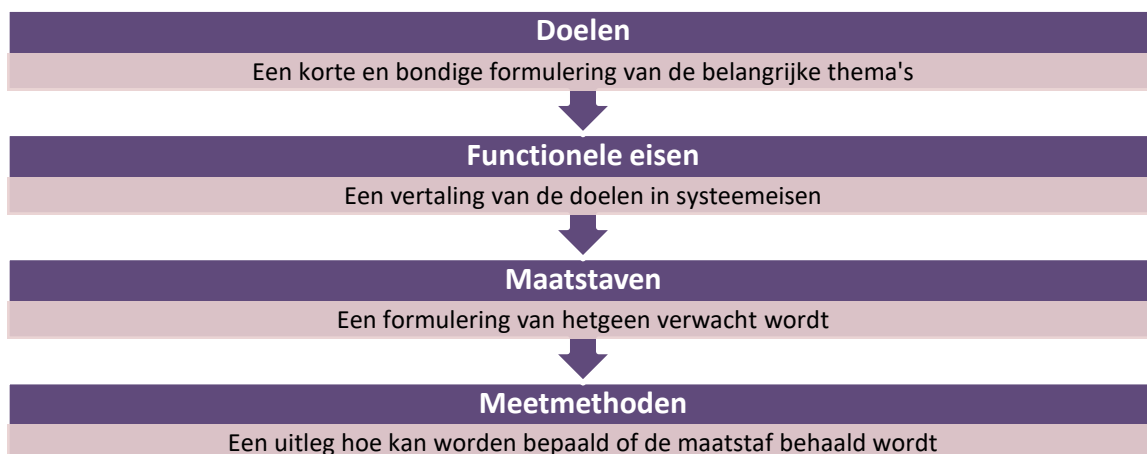 Doelen
Een korte en bondige formulering van de belangrijke thema's
Functionele eisen
Een vertaling van de doelen in systeemeisen
Maatstaven
Een formulering van hetgeen verwacht wordt
Meetmethoden
Een uitleg hoe kan worden bepaald of de maatstaf behaald wordt